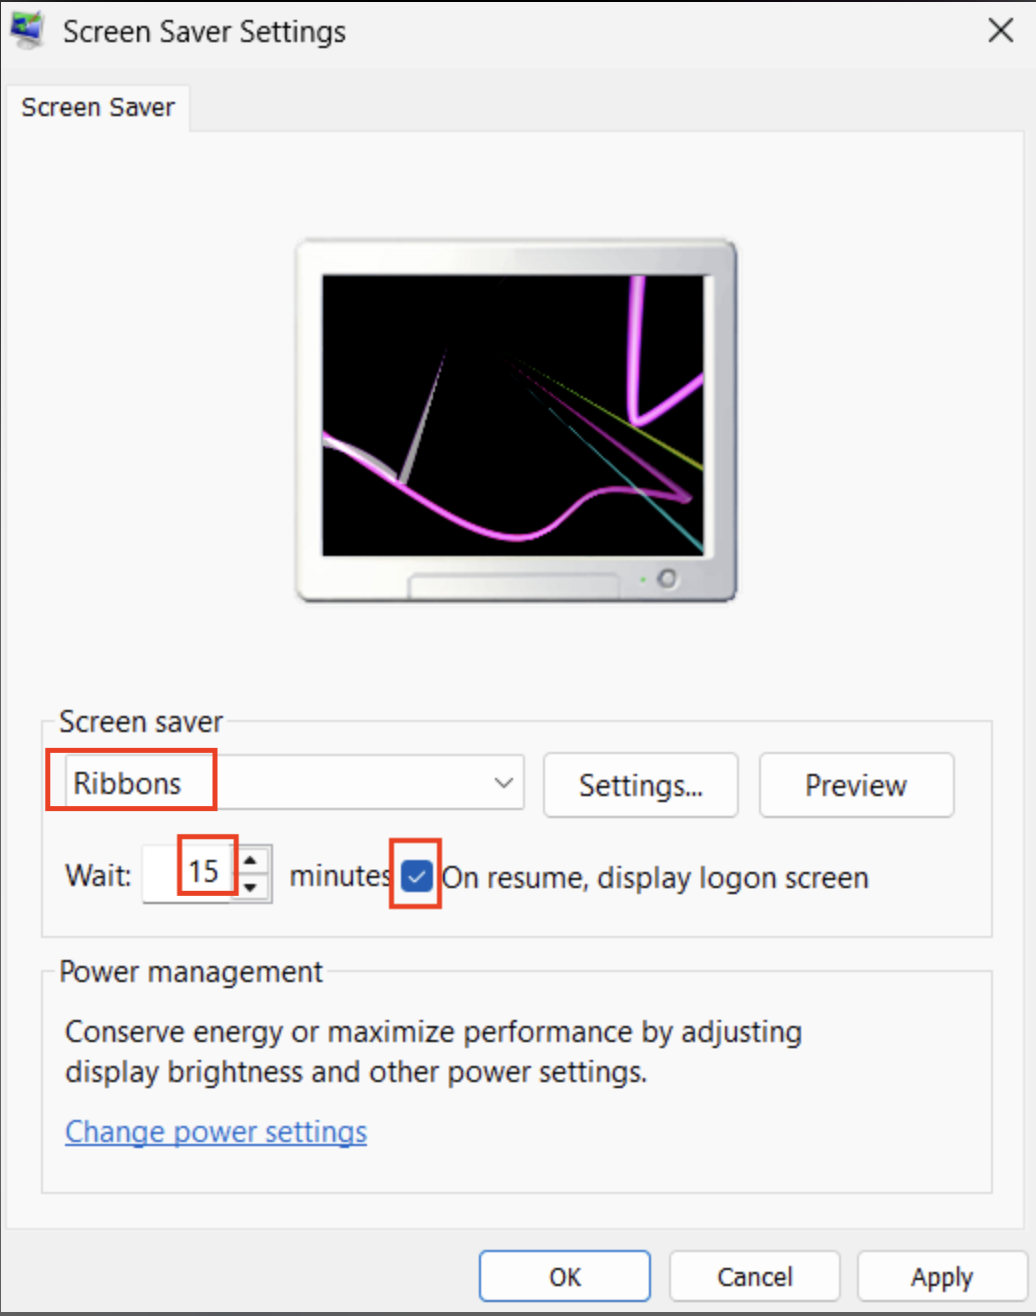 Screen Saver Settings
Screen Saver
Screen saver
Ribbons
Settings...
Preview
Wait: 15 minutes On resume, display logon screen
Power management
Conserve energy or maximize performance by adjusting
display brightness and other power settings.
Change power settings
OK Cancel Apply